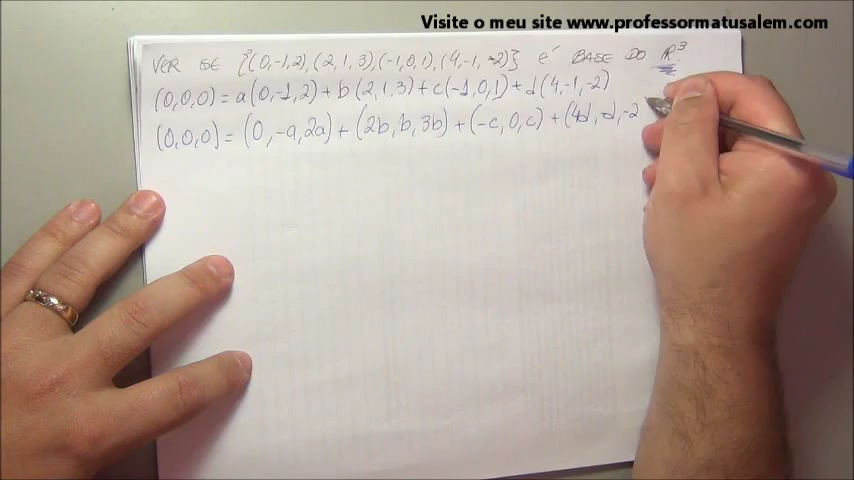 Visite o meu site www.professormatusalem.com
VER SE {(0,-1,2),(2,1,3),(-1,0,1),(4,-1,-2)} É BASE DO R³.
(0,0,0) = a(0,-1,2) + b(2,1,3) + c(-1,0,1) + d(4,-1,-2)
(0,0,0) = (0,-a,2a) + (2b,b,3b) + (-c,0,c) + (4d,-d,-2